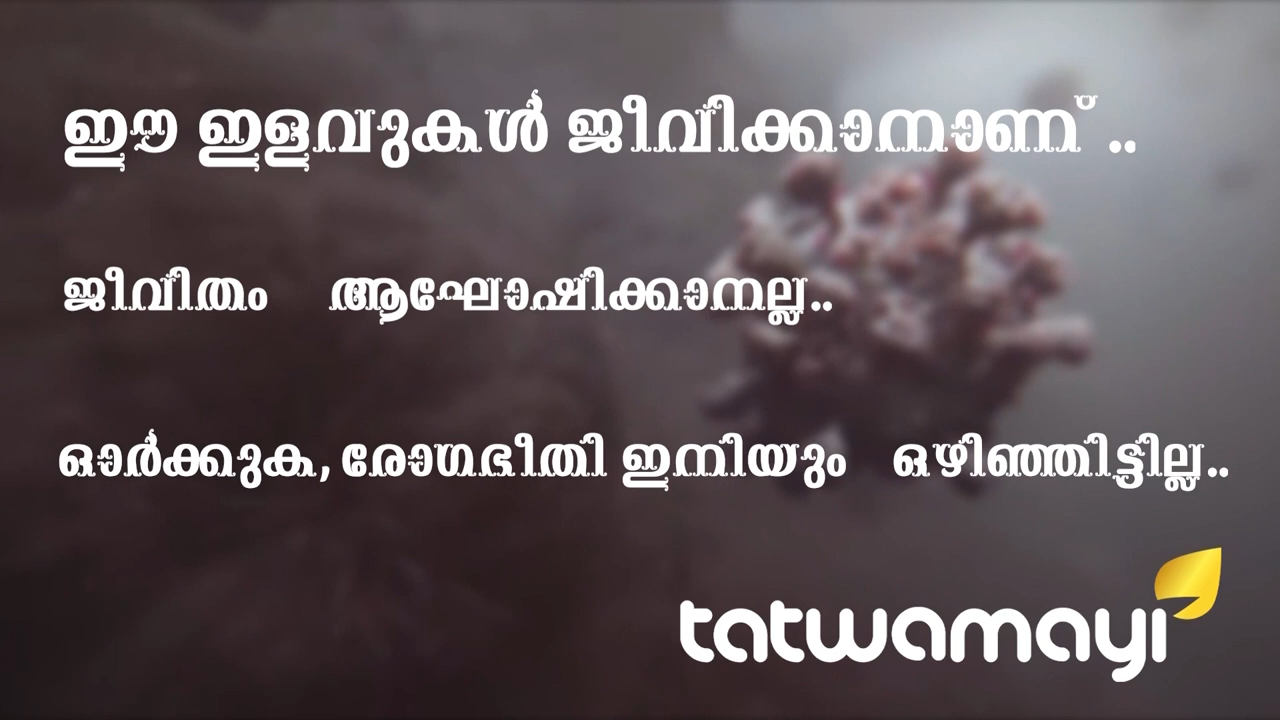 ഈ ഇളവുകൾ ജീവിക്കാനാണ് ..
ജീവിതം ആഘോഷിക്കാനല്ല..
ഓർക്കുക, രോഗഭീതി ഇനിയും ഒഴിഞ്ഞിട്ടില്ല..
tatwamayi